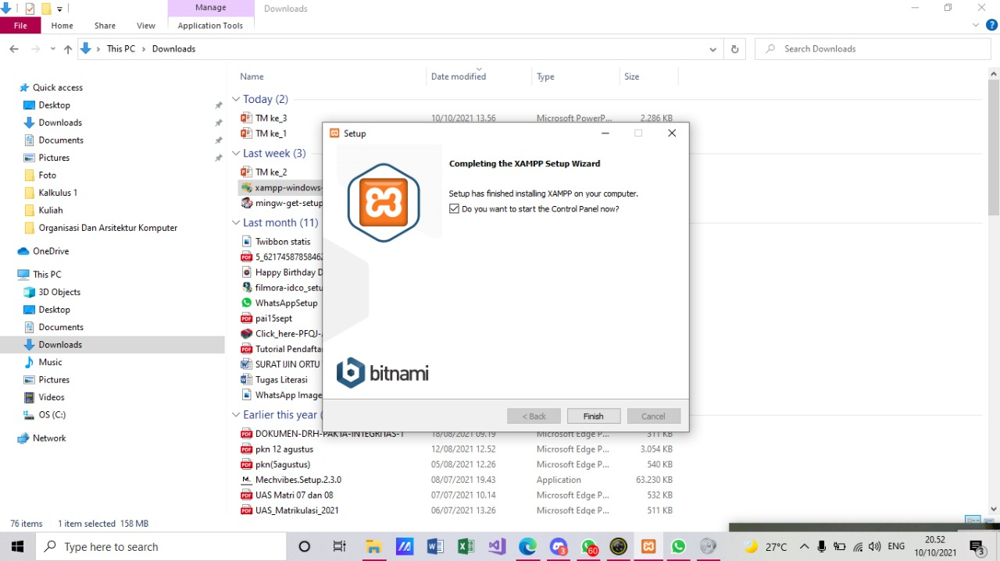 Manage
Downloads
File
Home
Share
View
Application Tools
This PC
Downloads
Search Downloads
Name
Date modified
Type
Size
Quick access
Desktop
Downloads
Documents
Pictures
Foto
Kalkulus 1
Kuliah
Organisasi Dan Arsitektur Komputer
OneDrive
This PC
3D Objects
Desktop
Documents
Downloads
Music
Pictures
Videos
OS (C:)
Network
Today (2)
TM ke_3 10/10/2021 13.56 Microsoft PowerP... 2.286 KB
TM ke_1
Last week (3)
TM ke_2
xampp-windows-
mingw-get-setup
Last month (11)
Twibbon statis
5_6217458785846
Happy Birthday D
filmora-idco_setu
WhatsAppSetup
pai15sept
Click_here-PFQJ-
Tutorial Pendafta
SURAT IJIN ORTU
Tugas Literasi
WhatsApp Image
Earlier this year (
DOKUMEN-DRH-PAKTA-INTEGRITAS-1 18/08/2021 09.19 Microsoft Edge P... 311 KB
pkn 12 agustus 12/08/2021 12.52 Microsoft Edge P... 3.054 KB
pkn(5agustus) 05/08/2021 12.26 Microsoft Edge P... 540 KB
Mechvibes.Setup.2.3.0 08/07/2021 19.43 Application 63.230 KB
UAS Matri 07 dan 08 07/07/2021 10.14 Microsoft Edge P... 532 KB
UAS_Matrikulasi_2021 06/07/2021 13.26 Microsoft Edge P... 511 KB
Setup
Completing the XAMPP Setup Wizard
Setup has finished installing XAMPP on your computer.
Do you want to start the Control Panel now?
bitnami
< Back
Finish
Cancel
76 items 1 item selected 158 MB
Type here to search
3
60
27°C
ENG
20.52
10/10/2021
3